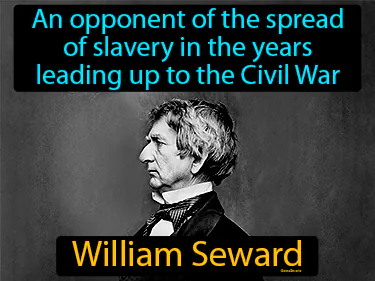 An opponent of the spread
of slavery in the years
leading up to the Civil War
William Seward